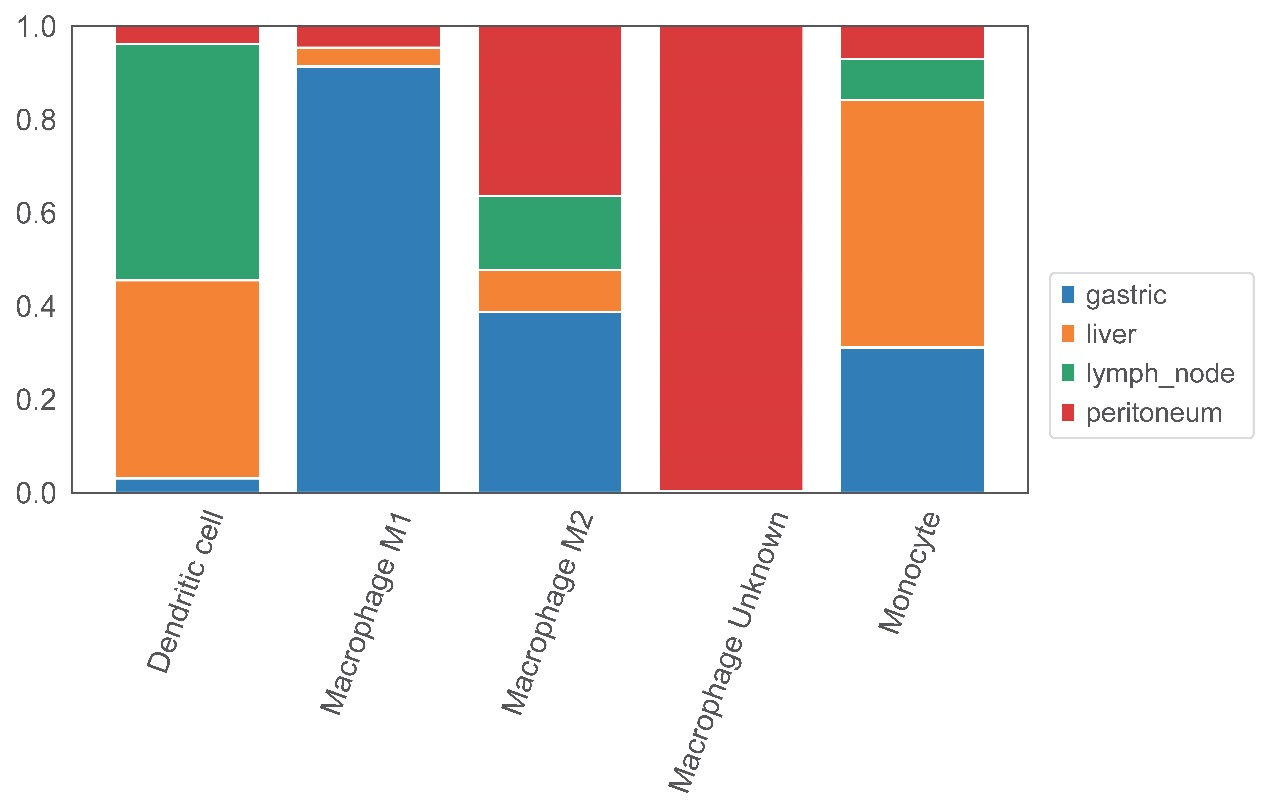 1.0
0.8
0.6
0.4
0.2
0.0
Dendritic cell
Macrophage M1
Macrophage M2
Macrophage Unknown
Monocyte
gastric
liver
lymph_node
peritoneum